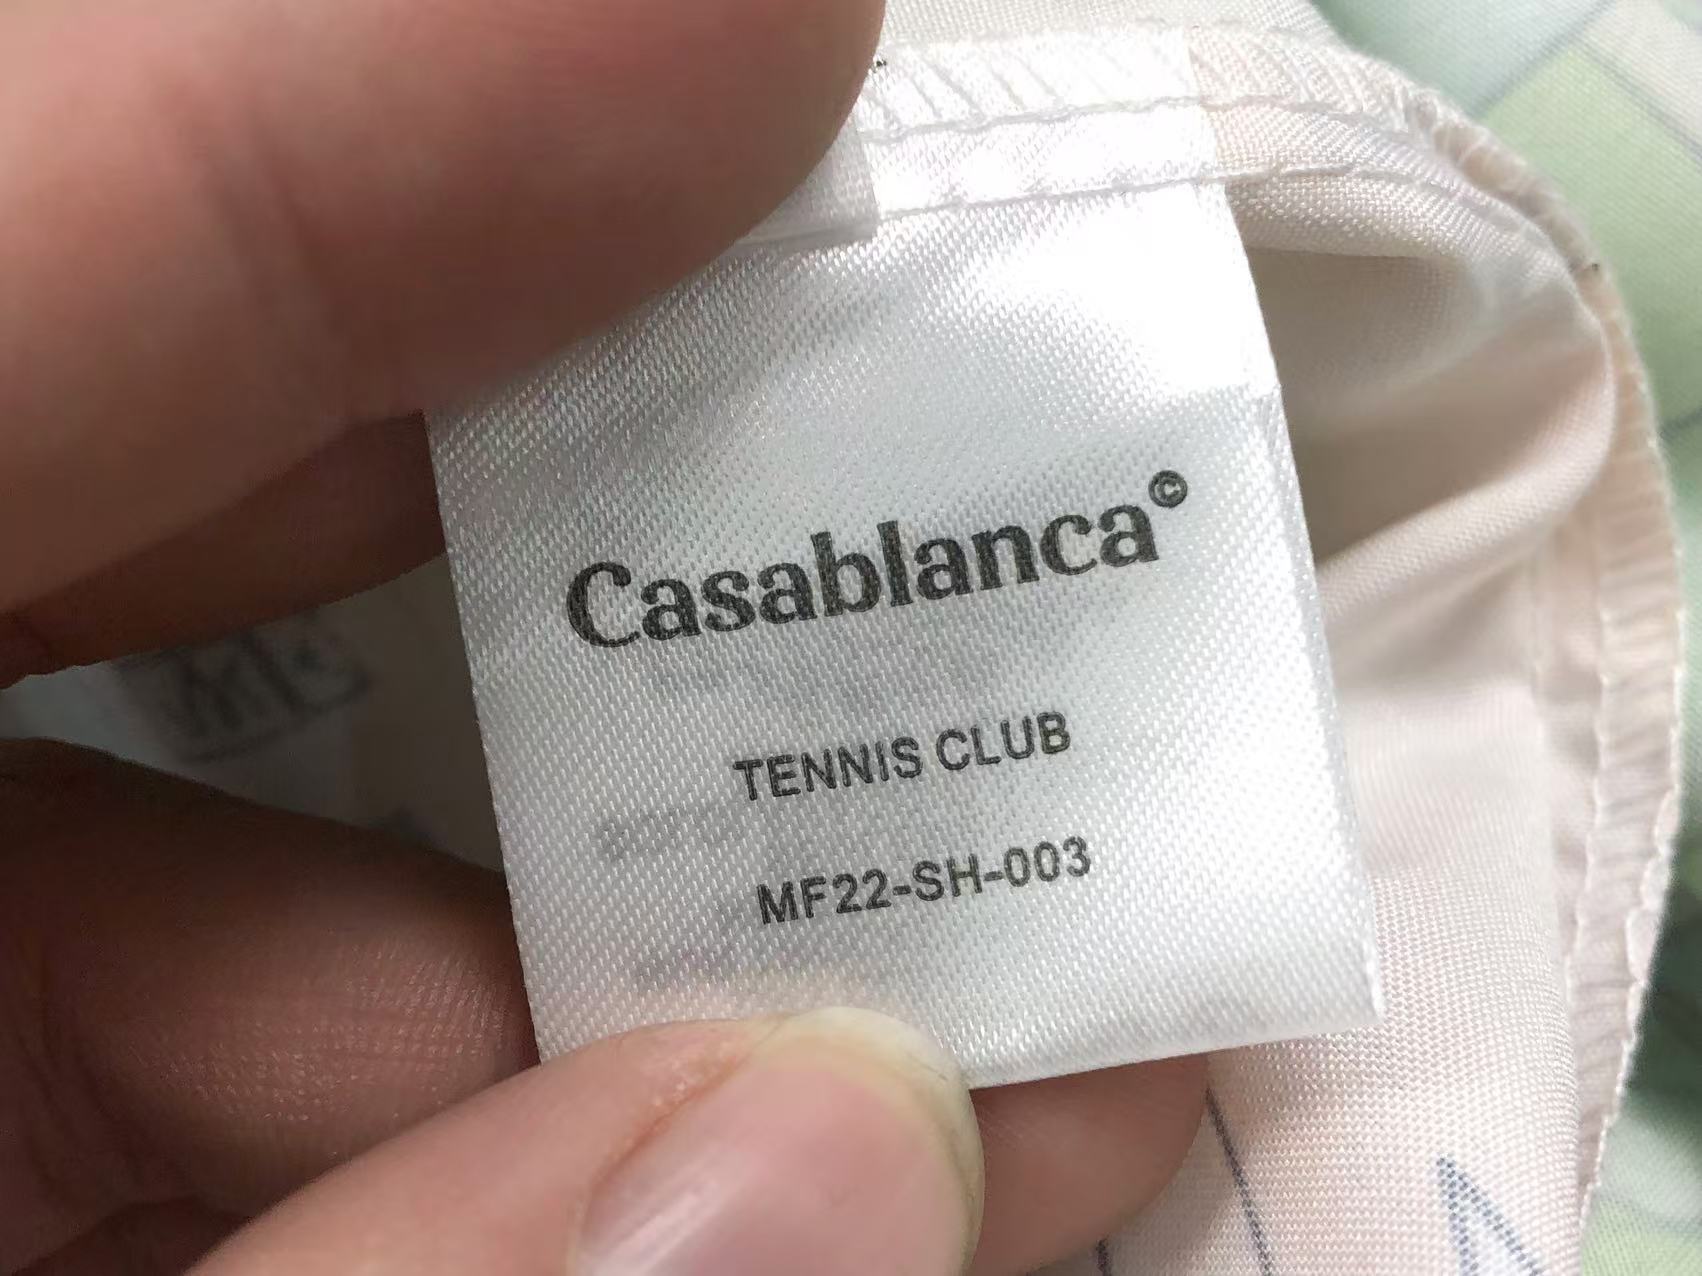 Casablanca©
TENNIS CLUB
MF22-SH-003